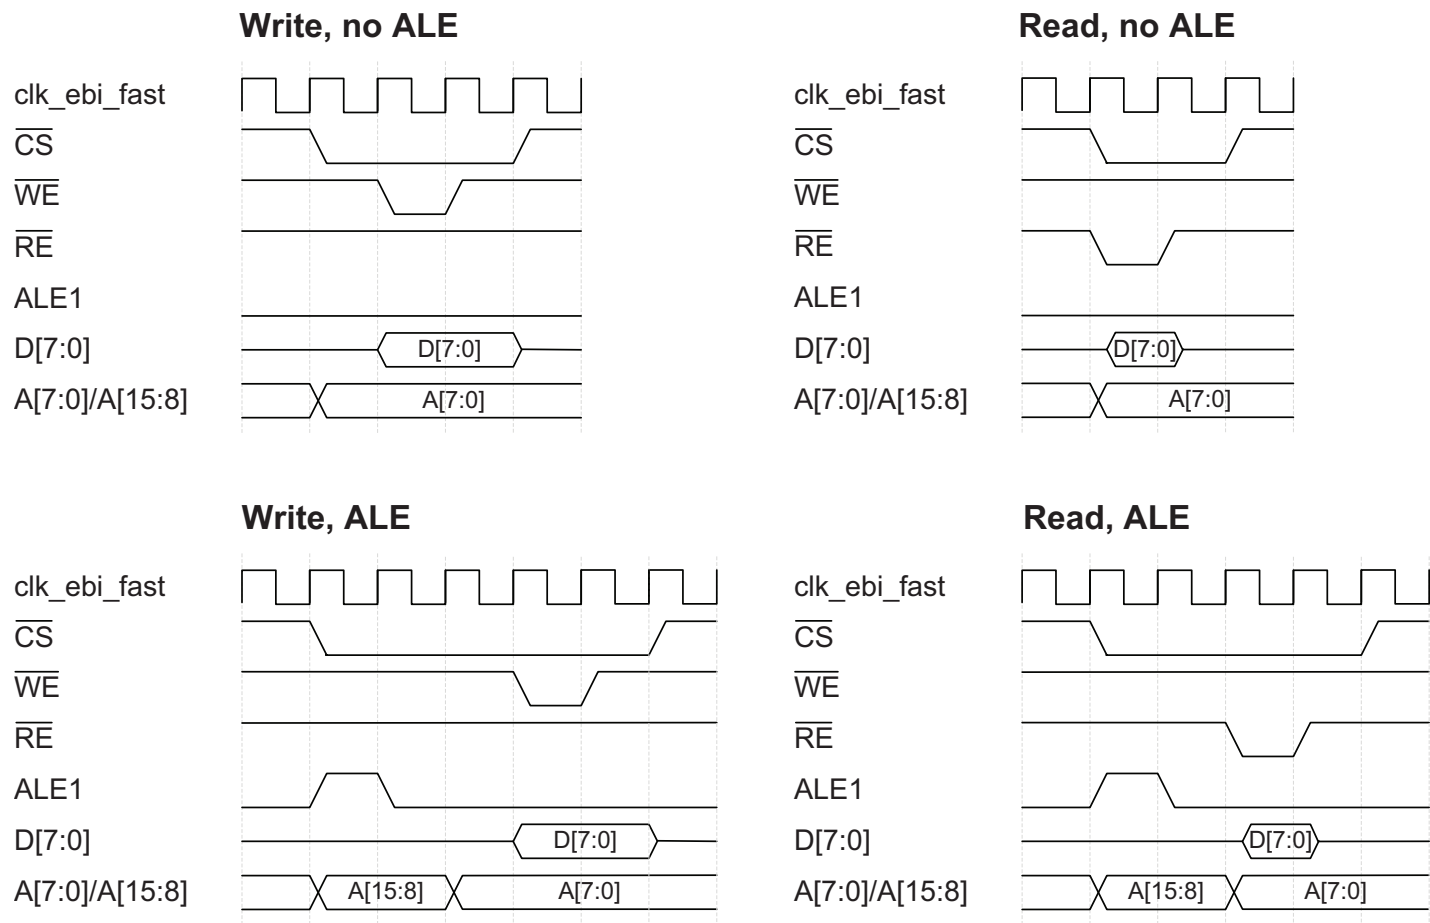 Write, no ALE
clk_ebi_fast
CS
WE
RE
ALE1
D[7:0]
D[7:0]
A[7:0]/A[15:8]
A[7:0]
Read, no ALE
clk_ebi_fast
CS
WE
RE
ALE1
D[7:0]
D[7:0]
A[7:0]/A[15:8]
A[7:0]
Write, ALE
clk_ebi_fast
CS
WE
RE
ALE1
D[7:0]
D[7:0]
A[7:0]/A[15:8]
A[15:8]
A[7:0]
Read, ALE
clk_ebi_fast
CS
WE
RE
ALE1
D[7:0]
D[7:0]
A[7:0]/A[15:8]
A[15:8]
A[7:0]